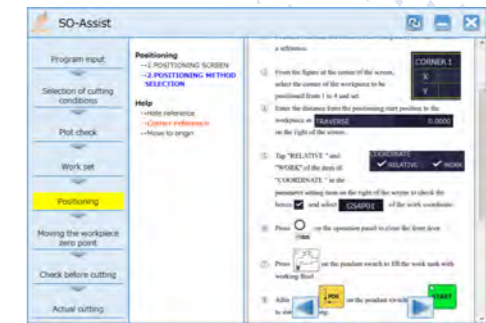 SO-Assist
Program input
Selection of cutting
conditions
Plot check
Work set
Positioning
Moving the workpiece
zero point
Check before cutting
Actual cutting
Positioning
--1.POSITIONING SCREEN
--2.POSITIONING METHOD
SELECTION
Help
--Hole reference
--Corner reference
--Move to origin
a reference.
CORNER 1
X
Y
② From the figure at the center of the screen,
select the corner of the workpiece to be
positioned from 1 to 4 and set.
Enter the distance from the positioning start position to the
workpiece in TRAVERSE 0.0000
on the right of the screen.
⑤ Tap "RELATIVE " and
"WORK" of the item of
"COORDINATE " in the
COORDINATE
RELATIVE WORK
parameter setting item on the right of the screen to check the
boxes and select G54P01 of the work coordinate.
⑥ Press on the operation panel to close the front door.
⑦ Press on the pendant switch to fill the work tank with
working fluid.
⑧ After on the pendant switch START
to